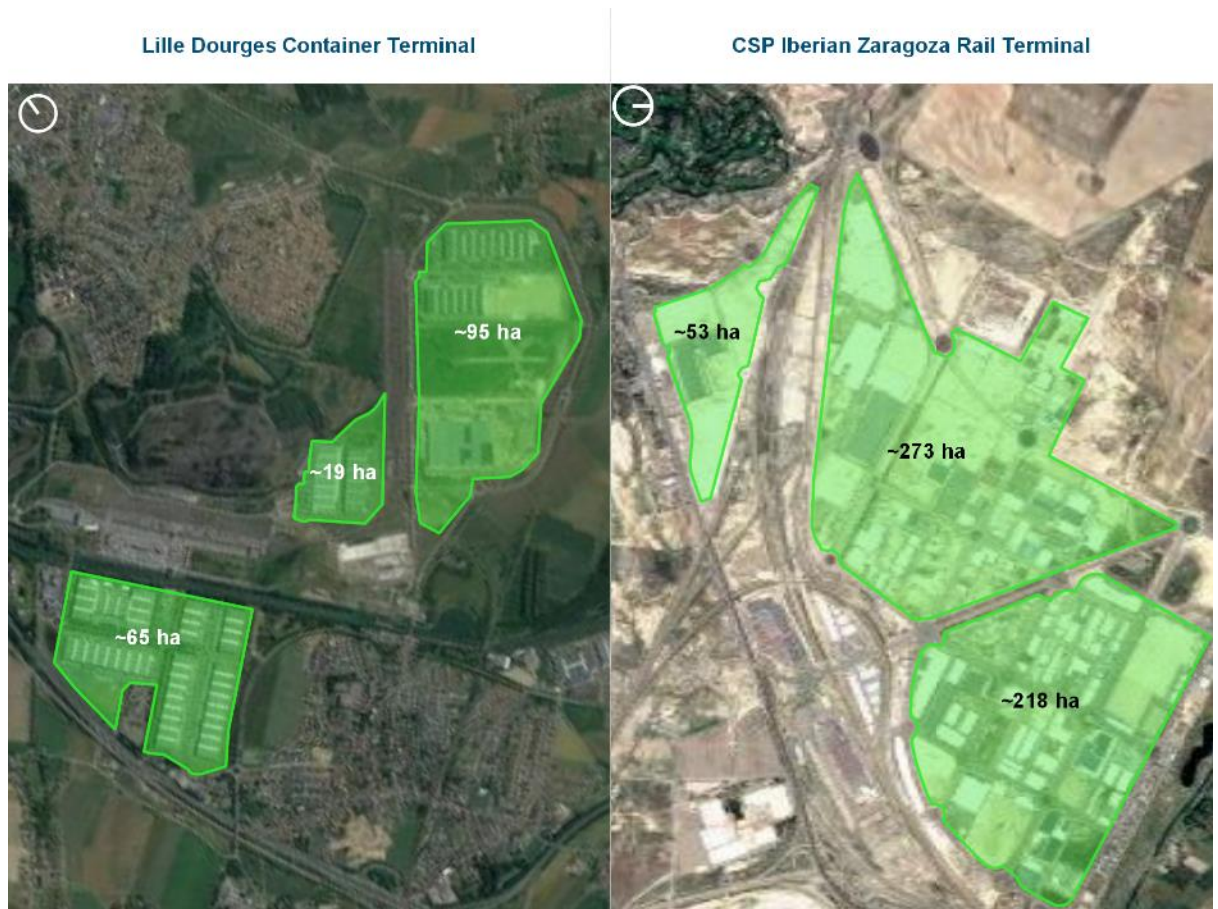 Lille Dourges Container Terminal
CSP Iberian Zaragoza Rail Terminal
~95 ha
~19 ha
~65 ha
~53 ha
~273 ha
~218 ha